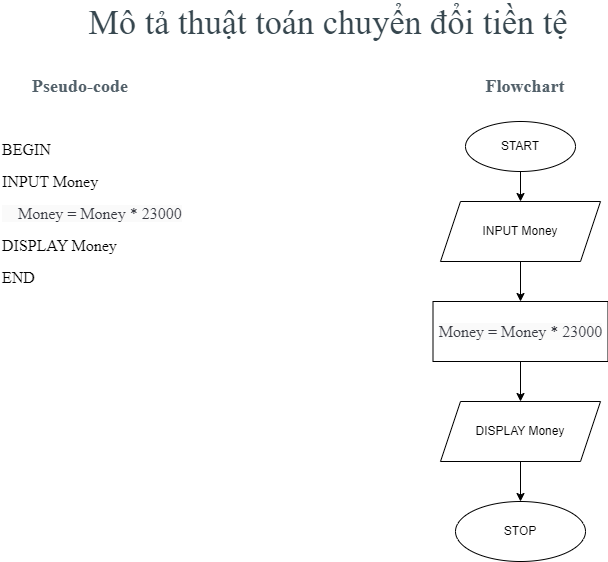 Mô tả thuật toán chuyển đổi tiền tệ
Pseudo-code
BEGIN
INPUT Money
Money = Money * 23000
DISPLAY Money
END
Flowchart
START
INPUT Money
Money = Money * 23000
DISPLAY Money
STOP